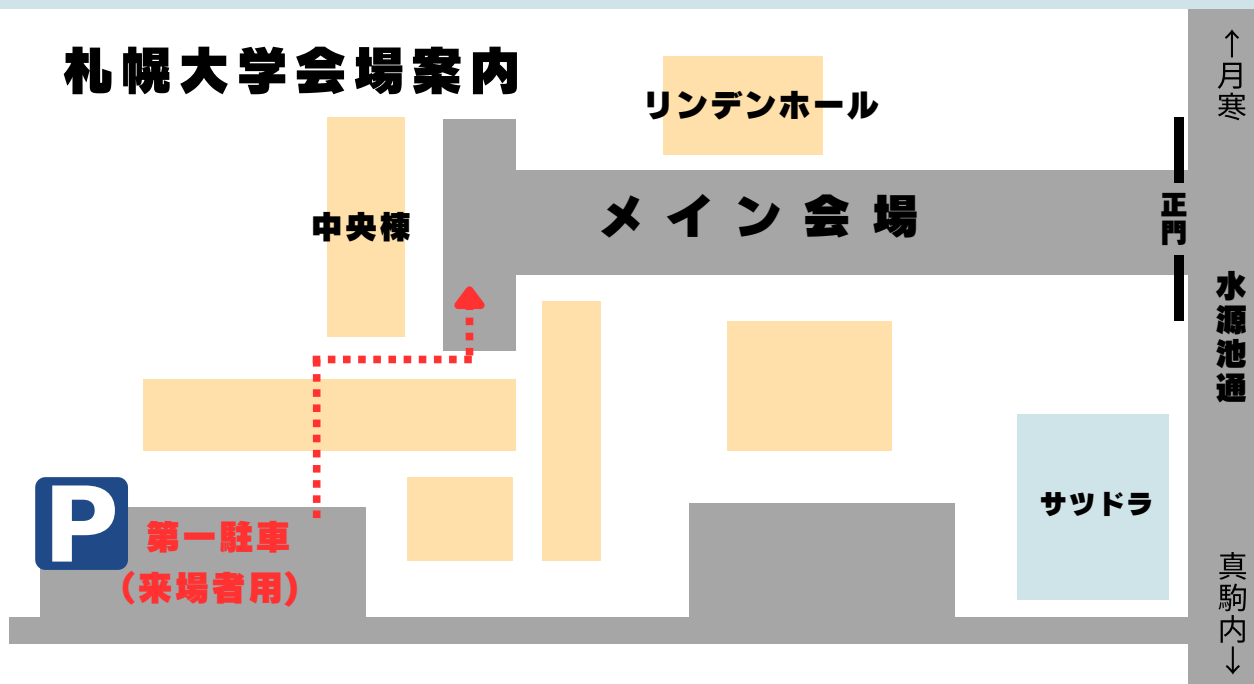 札幌大学会場案内
リンデンホール
↑月寒
中央棟
メイン会場
正門
水源池通
サツドラ
P
第一駐車
(来場者用)
真駒内↓